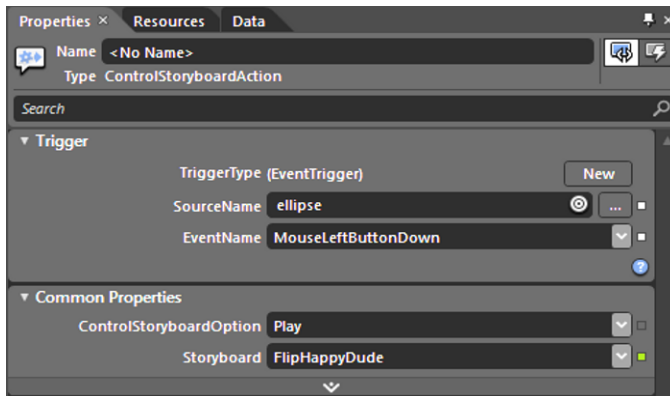 Properties × Resources Data
Name <No Name>
Type ControlStoryboardAction
Search
Trigger
TriggerType (EventTrigger) New
SourceName ellipse ...
EventName MouseLeftButtonDown
?
Common Properties
ControlStoryboardOption Play
Storyboard FlipHappyDude